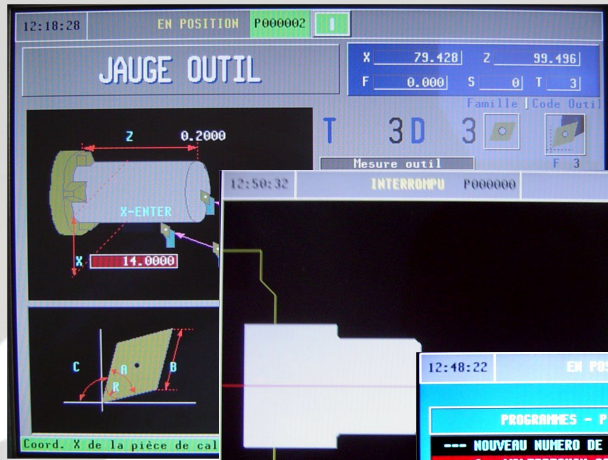 12:18:28 EN POSITION P000002
JAUGE OUTIL
X 79.428 Z 99.496
F 0.000 S 0 T 3
Famille Code Outi
T 3 D 3
F 3
Mesure outil
Z 0.2000
X-ENTER
X 14.0000
C A B
R
Coord. X de la pièce de cal
12:50:32 INTERROMPU P000000
12:48:22 EN POS
PROGRAMMES - P
--- NOUVEAU NUMERO DE